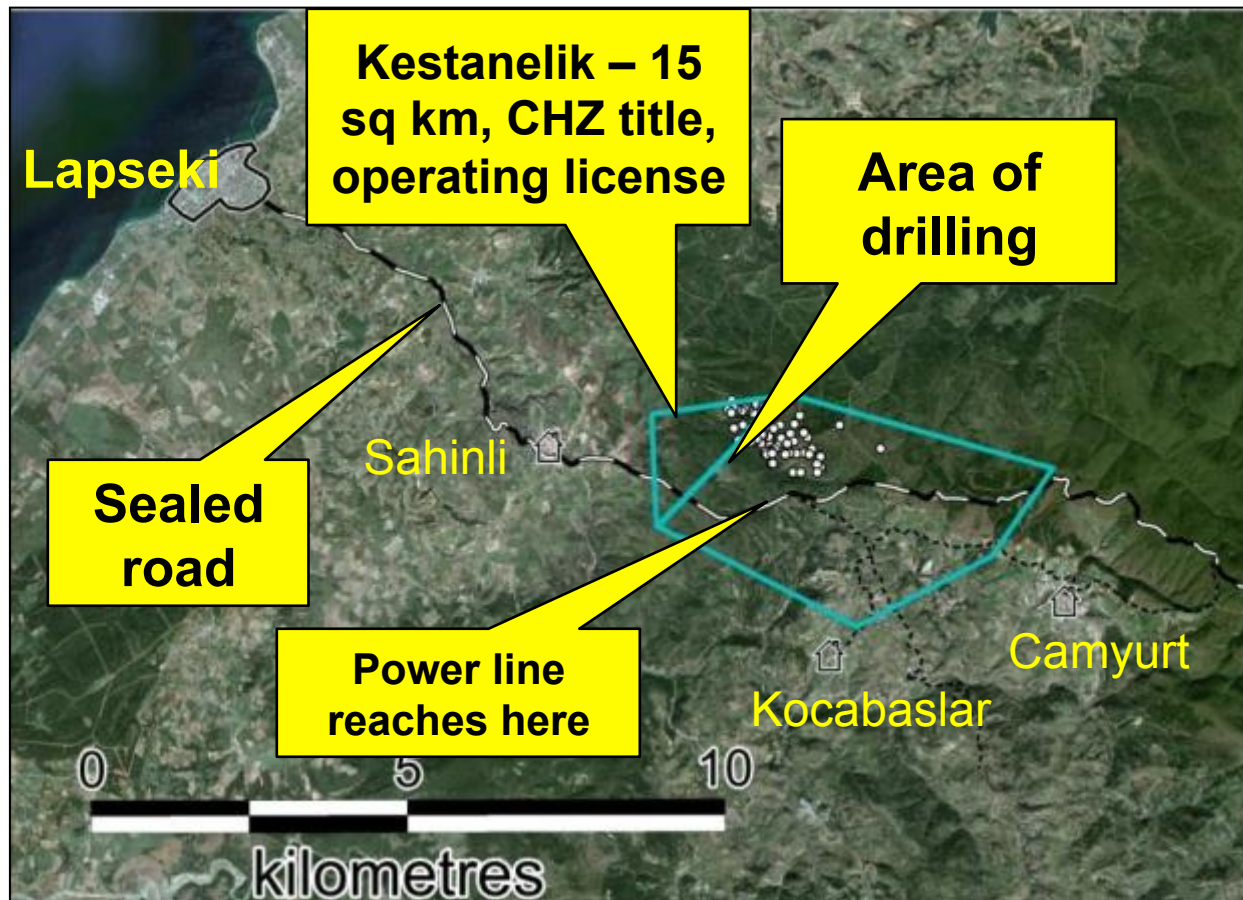 Kestanelik – 15
sq km, CHZ title,
operating license
Area of
drilling
Lapseki
Sahinli
Sealed
road
Power line
reaches here
Camyurt
Kocabaslar
0 5 10
kilometres